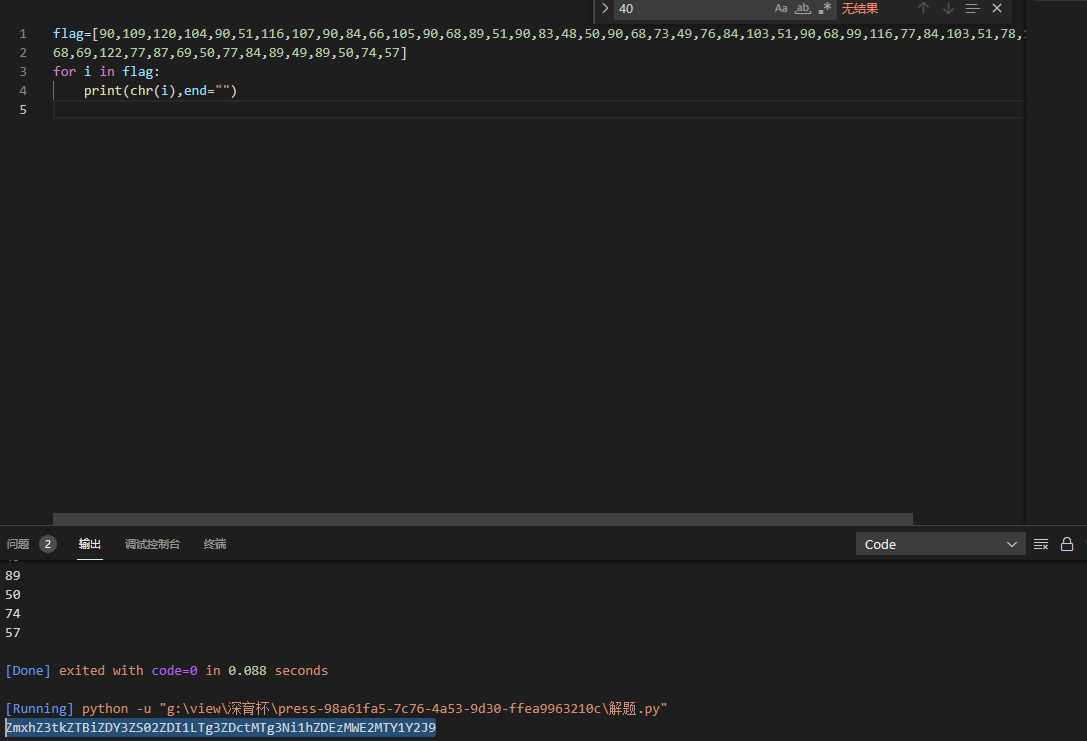 40 Aa ab .* 无结果
1 flag=[90,109,120,104,90,51,116,107,90,84,66,105,90,68,89,51,90,83,48,50,90,68,73,49,76,84,103,51,90,68,99,116,77,84,103,51,78,
2 68,69,122,77,87,69,50,77,84,89,49,89,50,74,57]
3 for i in flag:
4 print(chr(i),end="")
5
问题 2 输出 调试控制台 终端 Code
89
50
74
57
[Done] exited with code=0 in 0.088 seconds
[Running] python -u "g:\view\深育杯\press-98a61fa5-7c76-4a53-9d30-ffea9963210c\解题.py"
ZmxhZ3tkZTBiZDY3ZS02ZDI1LTg3ZDctMTg3Ni1hZDEzMWE2MTY1Y2J9